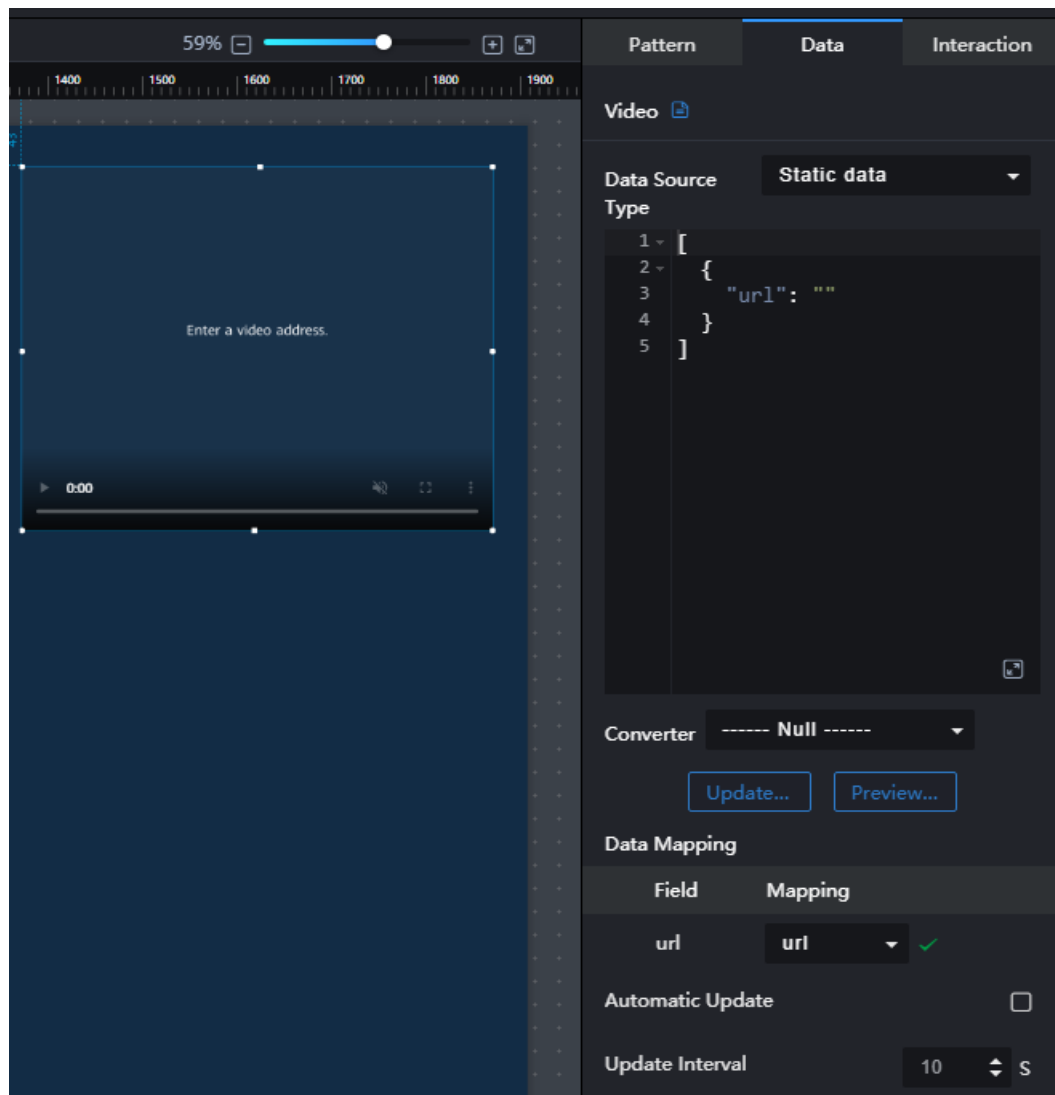 59%
Pattern Data Interaction
1400 1500 1600 1700 1800 1900
Video
43
Data Source
Type
Static data
1 [
2 {
3 "url": ""
4 }
5 ]
Enter a video address.
0:00
Converter ------ Null ------
Update... Preview...
Data Mapping
Field Mapping
url url
Automatic Update
Update Interval 10 S